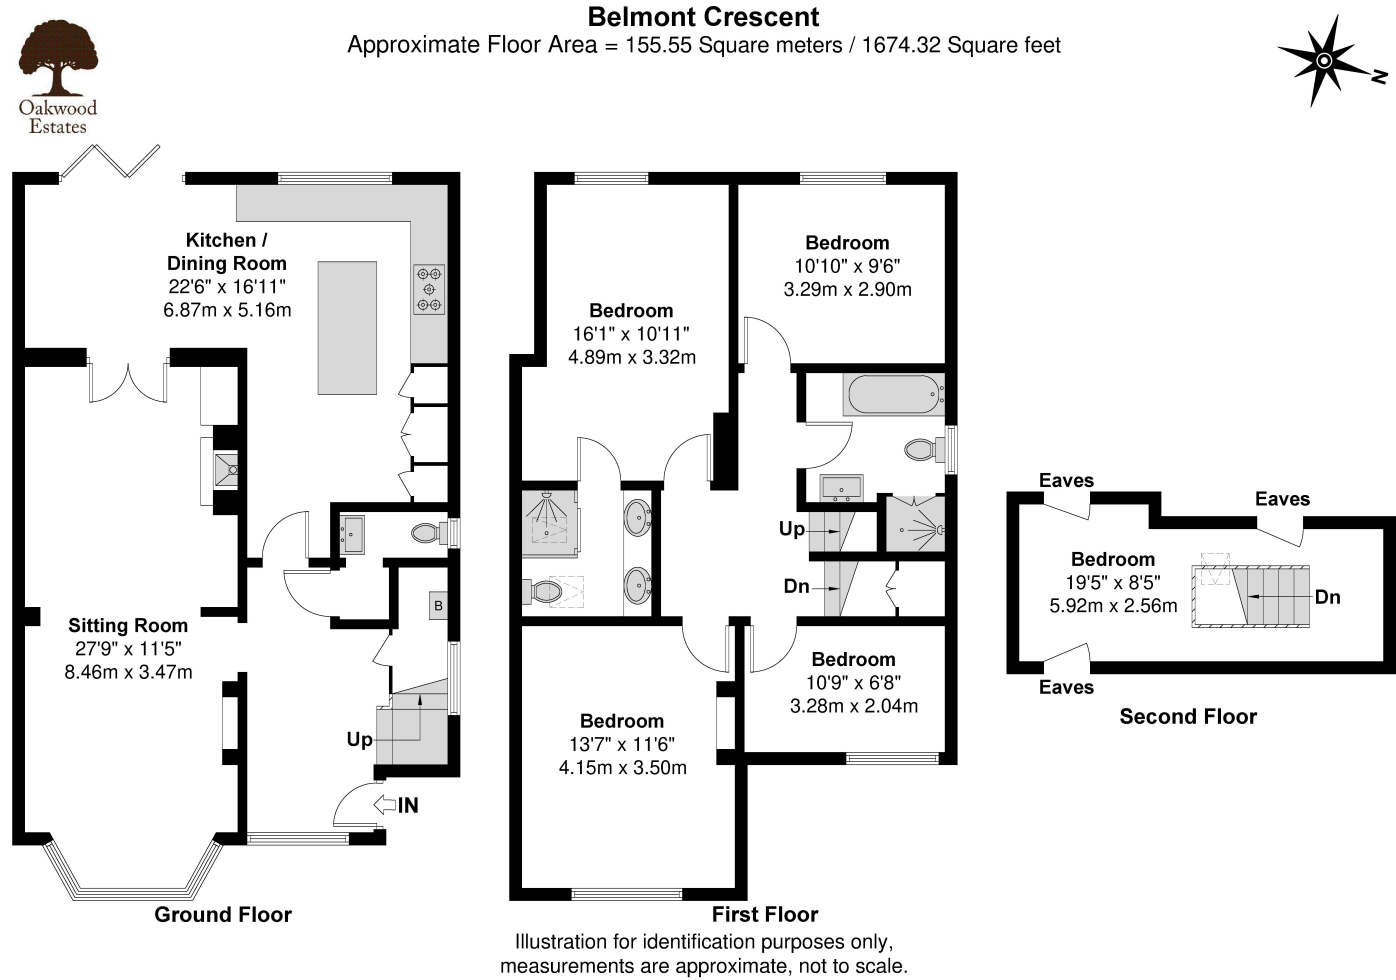 Belmont Crescent
Approximate Floor Area = 155.55 Square meters / 1674.32 Square feet
N
Oakwood
Estates
Kitchen /
Dining Room
22'6" x 16'11"
6.87m x 5.16m
Sitting Room
27'9" x 11'5"
8.46m x 3.47m
B
Up
IN
Ground Floor
Bedroom
16'1" x 10'11"
4.89m x 3.32m
Bedroom
10'10" x 9'6"
3.29m x 2.90m
Up
Dn
Bedroom
13'7" x 11'6"
4.15m x 3.50m
Bedroom
10'9" x 6'8"
3.28m x 2.04m
First Floor
Eaves
Eaves
Bedroom
19'5" x 8'5"
5.92m x 2.56m
Dn
Eaves
Second Floor
Illustration for identification purposes only,
measurements are approximate, not to scale.